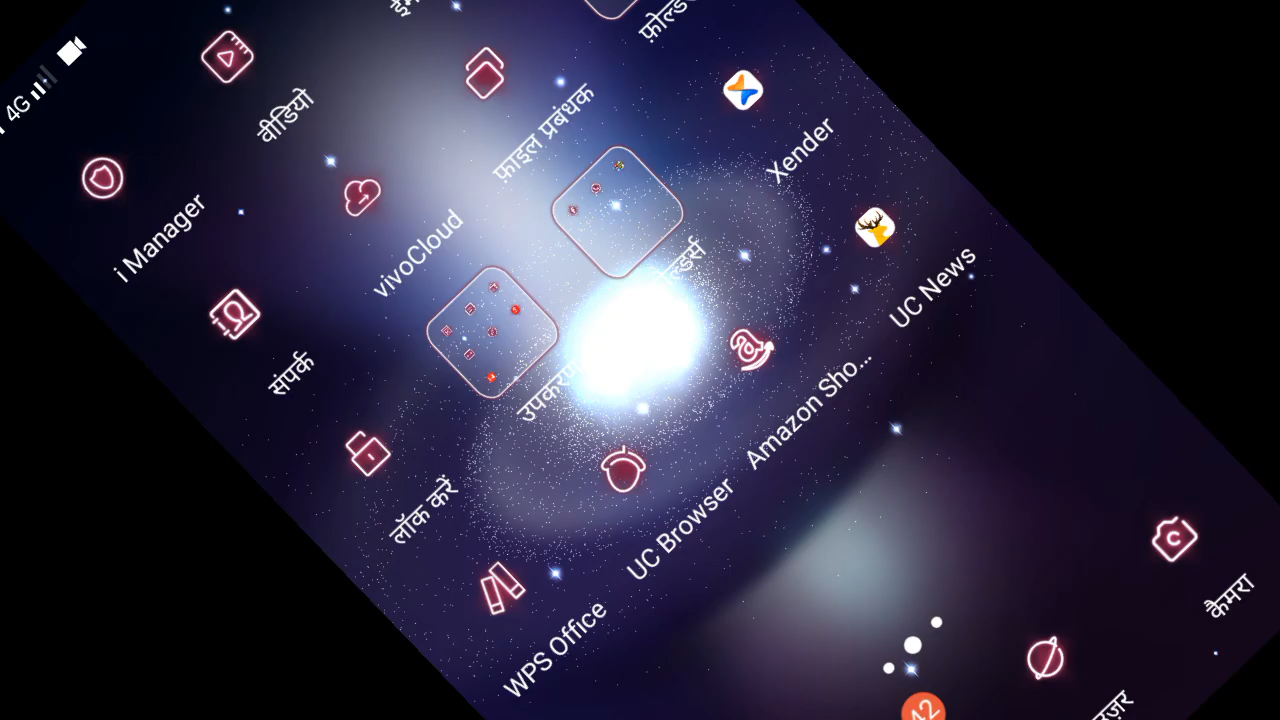 4G
वीडियो
फ़ाइल प्रबंधक
i Manager
vivoCloud
Xender
संपर्क
उपकरण
UC News
लॉक करें
UC Browser
Amazon Sho...
WPS Office
कैमरा
42